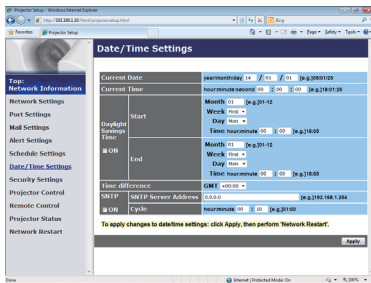 Projector Setup - Windows Internet Explorer
http://192.168.1.10/html/projectorsetup.html
Bing
Favorites
Projector Setup
Page
Safety
Tools
Date/Time Settings
Top:
Network Information
Network Settings
Port Settings
Mail Settings
Alert Settings
Schedule Settings
Date/Time Settings
Security Settings
Projector Control
Remote Control
Projector Status
Network Restart
Current Date year/month/day 14 / 01 / 01 [e.g.]05/01/25
Current Time hour:minute:second 00 : 00 : 00 [e.g.]18:01:25
Daylight Savings Time
ON
Start
Month 01 [e.g.]01-12
Week First
Day Mon
Time hour:minute 00 : 00 [e.g.]18:05
End
Month 01 [e.g.]01-12
Week First
Day Mon
Time hour:minute 00 : 00 [e.g.]18:05
Time difference GMT +00:00
SNTP
ON
SNTP Server Address 0.0.0.0 [e.g.]192.168.1.254
Cycle hour:minute 00 : 10 [e.g.]01:00
To apply changes to date/time settings: click Apply, then perform 'Network Restart'.
Apply
Done
Internet | Protected Mode: On
100%